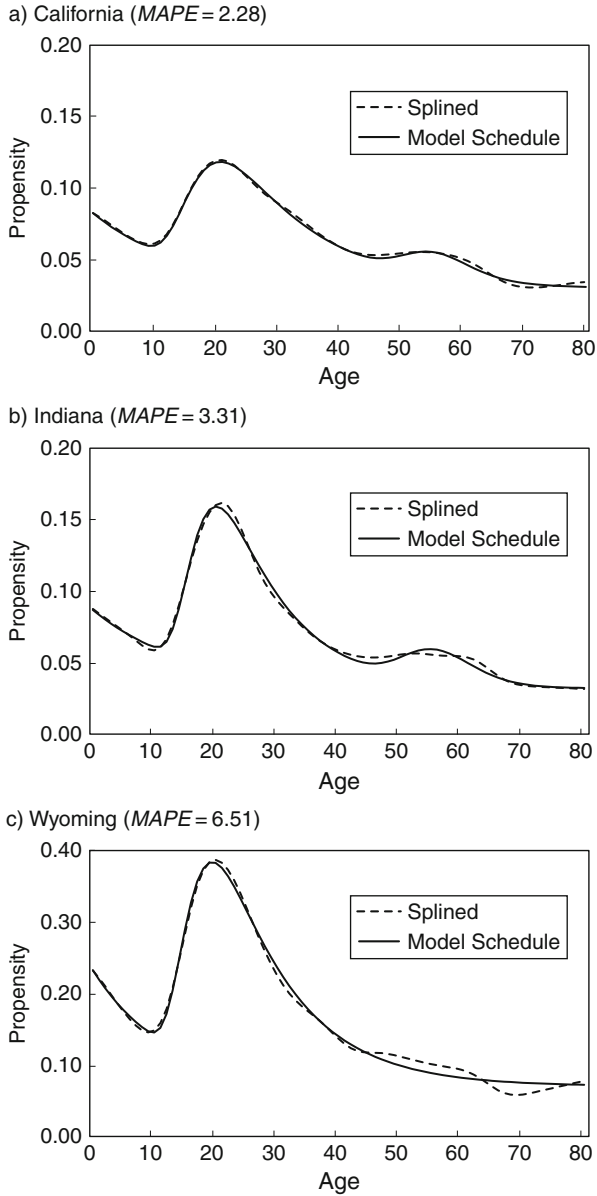 a) California (MAPE = 2.28)
0.20
0.15
0.10
0.05
0.00
Propensity
Splined
Model Schedule
0 10 20 30 40 50 60 70 80
Age
b) Indiana (MAPE = 3.31)
0.20
0.15
0.10
0.05
0.00
Propensity
Splined
Model Schedule
0 10 20 30 40 50 60 70 80
Age
c) Wyoming (MAPE = 6.51)
0.40
0.30
0.20
0.10
0.00
Propensity
Splined
Model Schedule
0 10 20 30 40 50 60 70 80
Age